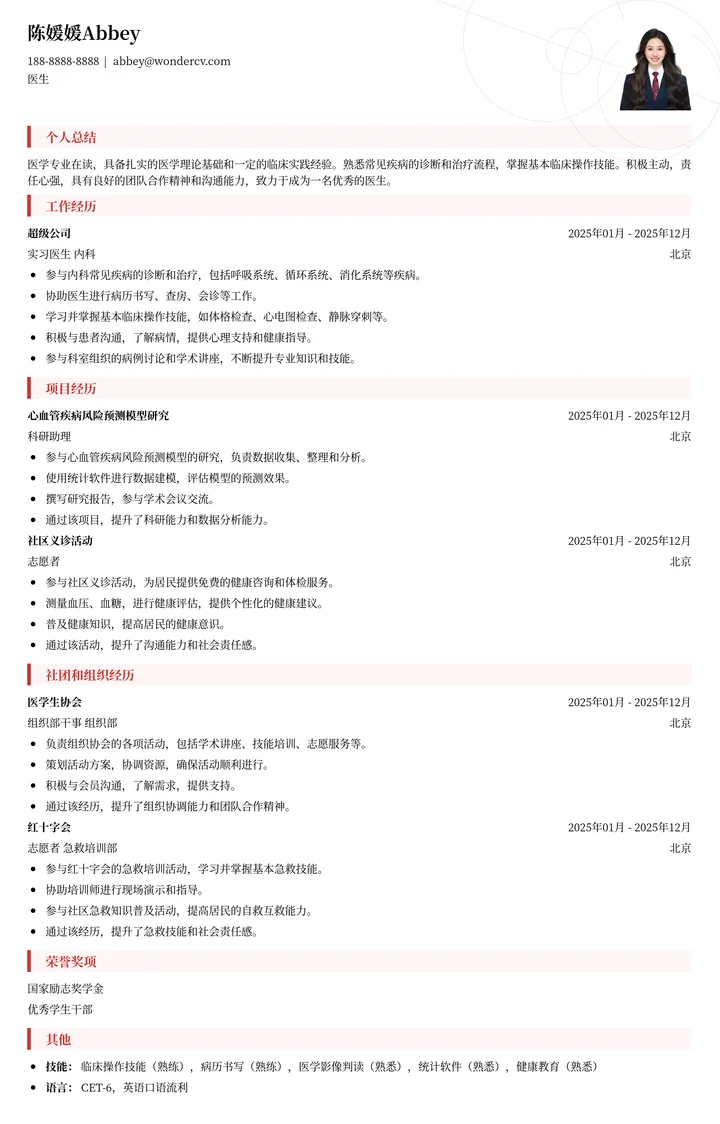 陈媛媛Abbey
188-8888-8888 | abbey@wondercv.com
医生
个人总结
医学专业在读，具备扎实的医学理论基础和一定的临床实践经验。熟悉常见疾病的诊断和治疗流程，掌握基本临床操作技能。积极主动，责
任心强，具有良好的团队合作精神和沟通能力，致力于成为一名优秀的医生。
工作经历
超级公司 2025年01月 - 2025年12月
实习医生 内科 北京
• 参与内科常见疾病的诊断和治疗，包括呼吸系统、循环系统、消化系统等疾病。
• 协助医生进行病历书写、查房、会诊等工作。
• 学习并掌握基本临床操作技能，如体格检查、心电图检查、静脉穿刺等。
• 积极与患者沟通，了解病情，提供心理支持和健康指导。
• 参与科室组织的病例讨论和学术讲座，不断提升专业知识和技能。
项目经历
心血管疾病风险预测模型研究 2025年01月 - 2025年12月
科研助理 北京
• 参与心血管疾病风险预测模型的研究，负责数据收集、整理和分析。
• 使用统计软件进行数据建模，评估模型的预测效果。
• 撰写研究报告，参与学术会议交流。
• 通过该项目，提升了科研能力和数据分析能力。
社区义诊活动 2025年01月 - 2025年12月
志愿者 北京
• 参与社区义诊活动，为居民提供免费的健康咨询和体检服务。
• 测量血压、血糖，进行健康评估，提供个性化的健康建议。
• 普及健康知识，提高居民的健康意识。
• 通过该活动，提升了沟通能力和社会责任感。
社团和组织经历
医学生协会 2025年01月 - 2025年12月
组织部干事 组织部 北京
• 负责组织协会的各项活动，包括学术讲座、技能培训、志愿服务等。
• 策划活动方案，协调资源，确保活动顺利进行。
• 积极与会员沟通，了解需求，提供支持。
• 通过该经历，提升了组织协调能力和团队合作精神。
红十字会 2025年01月 - 2025年12月
志愿者 急救培训部 北京
• 参与红十字会的急救培训活动，学习并掌握基本急救技能。
• 协助培训师进行现场演示和指导。
• 参与社区急救知识普及活动，提高居民的自救互救能力。
• 通过该经历，提升了急救技能和社会责任感。
荣誉奖项
国家励志奖学金
优秀学生干部
其他
• 技能： 临床操作技能（熟练），病历书写（熟练），医学影像判读（熟悉），统计软件（熟悉），健康教育（熟悉）
• 语言： CET-6，英语口语流利